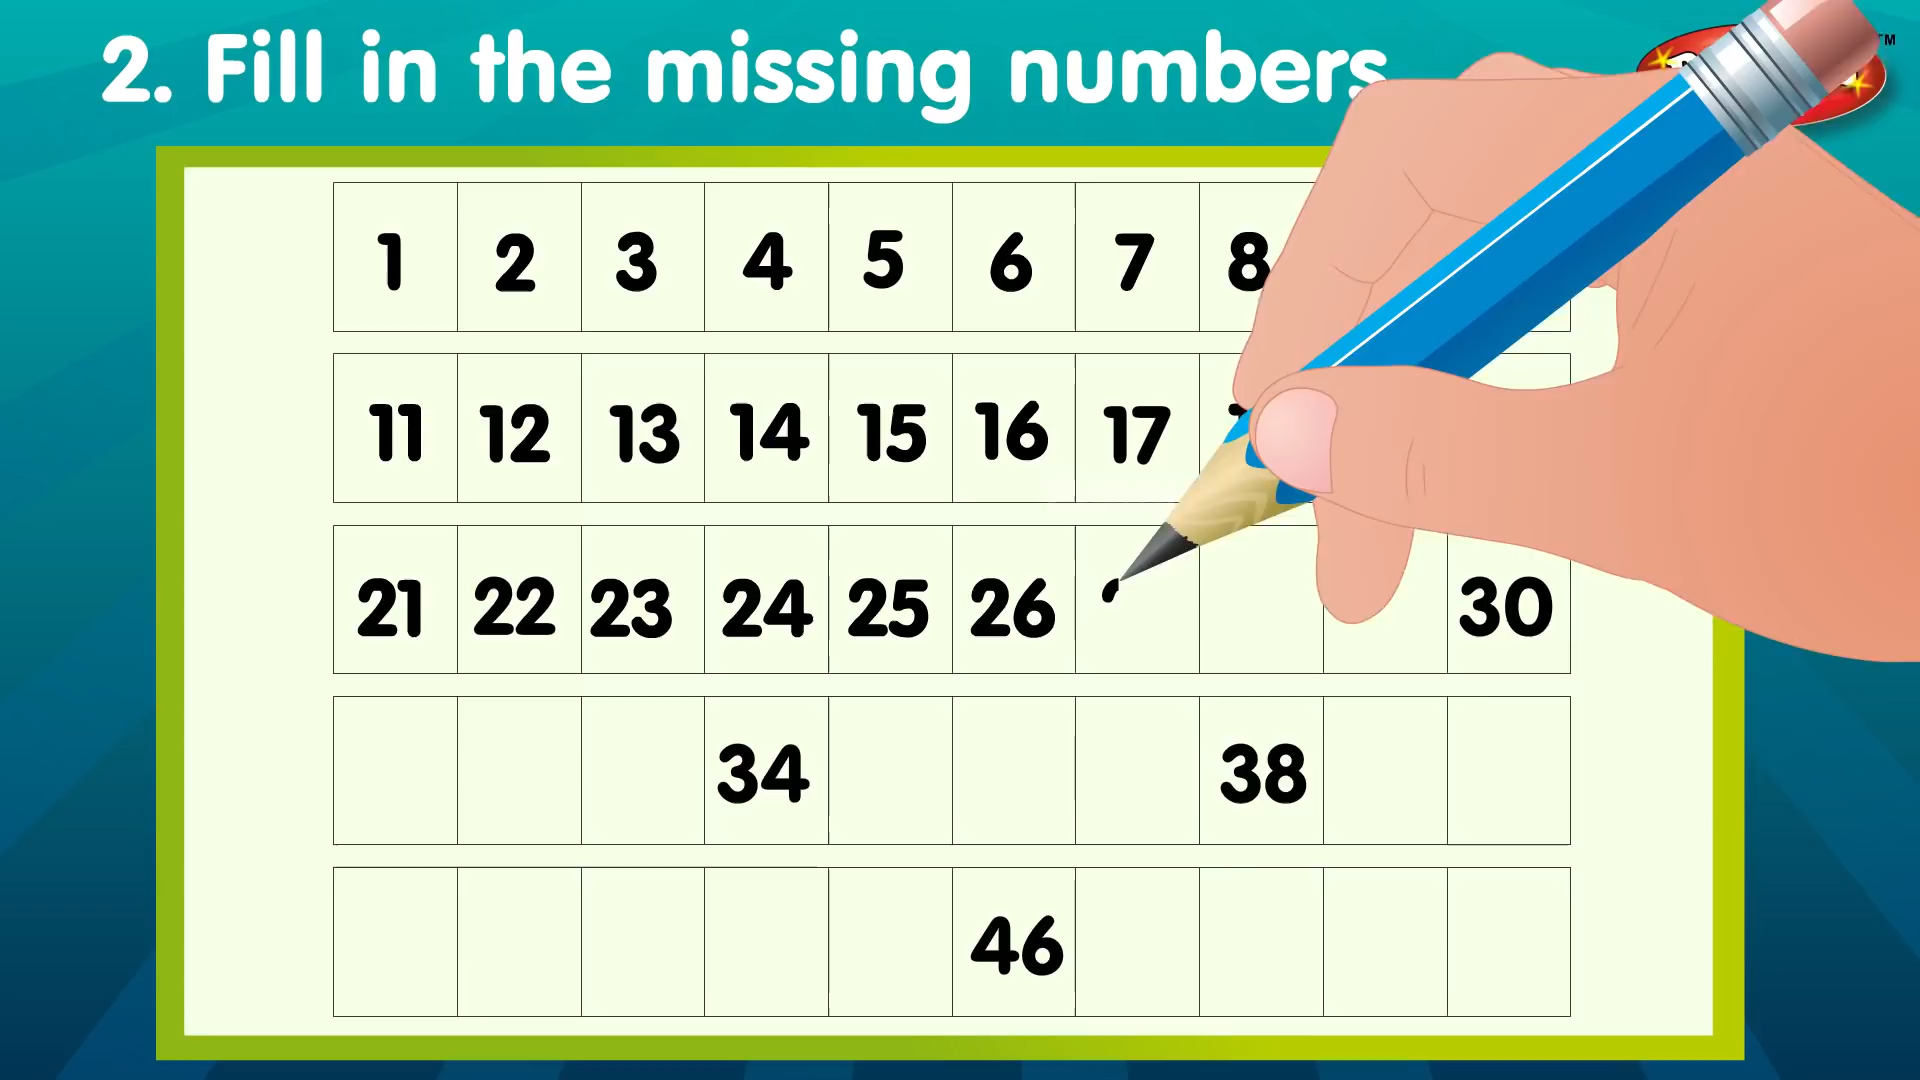 2. Fill in the missing numbers
1 2 3 4 5 6 7 8
11 12 13 14 15 16 17
21 22 23 24 25 26 30
34 38
46
TM